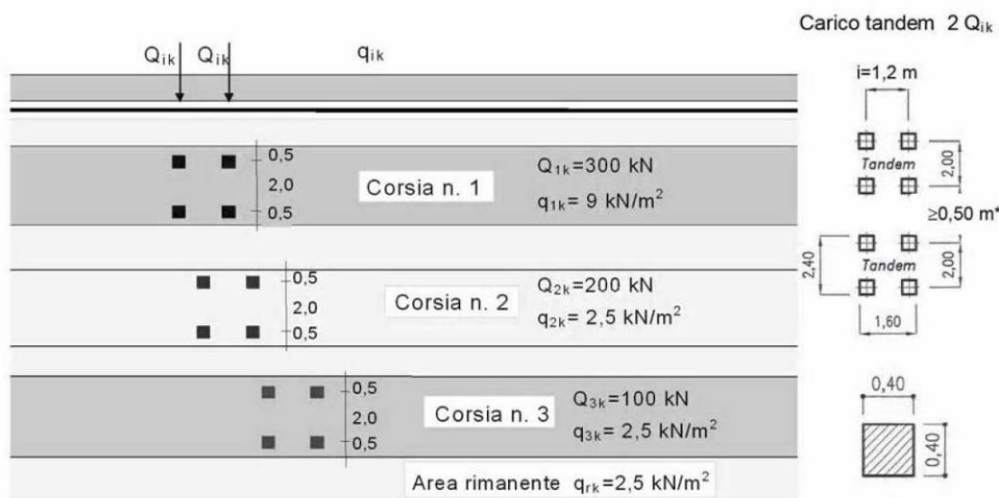 Carico tandem 2 Qik
Qik Qik qik
i=1,2 m
0,5
2,0
0,5
Corsia n. 1
Q1k=300 kN
q1k= 9 kN/m²
Tandem
2,00
≥0,50 m*
0,5
2,0
0,5
Corsia n. 2
Q2k=200 kN
q2k= 2,5 kN/m²
2,40
Tandem
2,00
1,60
0,5
2,0
0,5
Corsia n. 3
Q3k=100 kN
q3k= 2,5 kN/m²
0,40
0,40
Area rimanente qrk=2,5 kN/m²